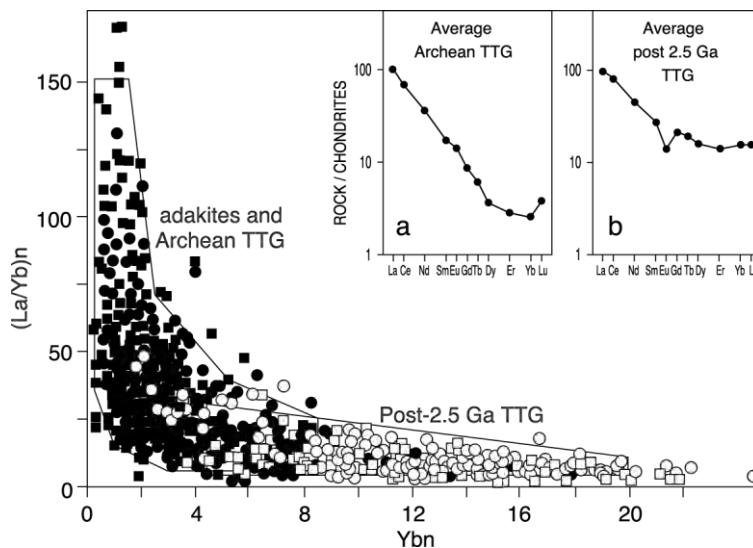 150
100
50
0
(La/Yb)n
0
4
8
12
16
20
Ybn
adakites and
Archean TTG
Post-2.5 Ga TTG
Average
Archean TTG
ROCK / CHONDRITES
100
10
1
a
La Ce Nd Sm Eu Gd Tb Dy Er Yb Lu
Average
post 2.5 Ga
TTG
100
10
1
b
La Ce Nd Sm Eu Gd Tb Dy Er Yb L